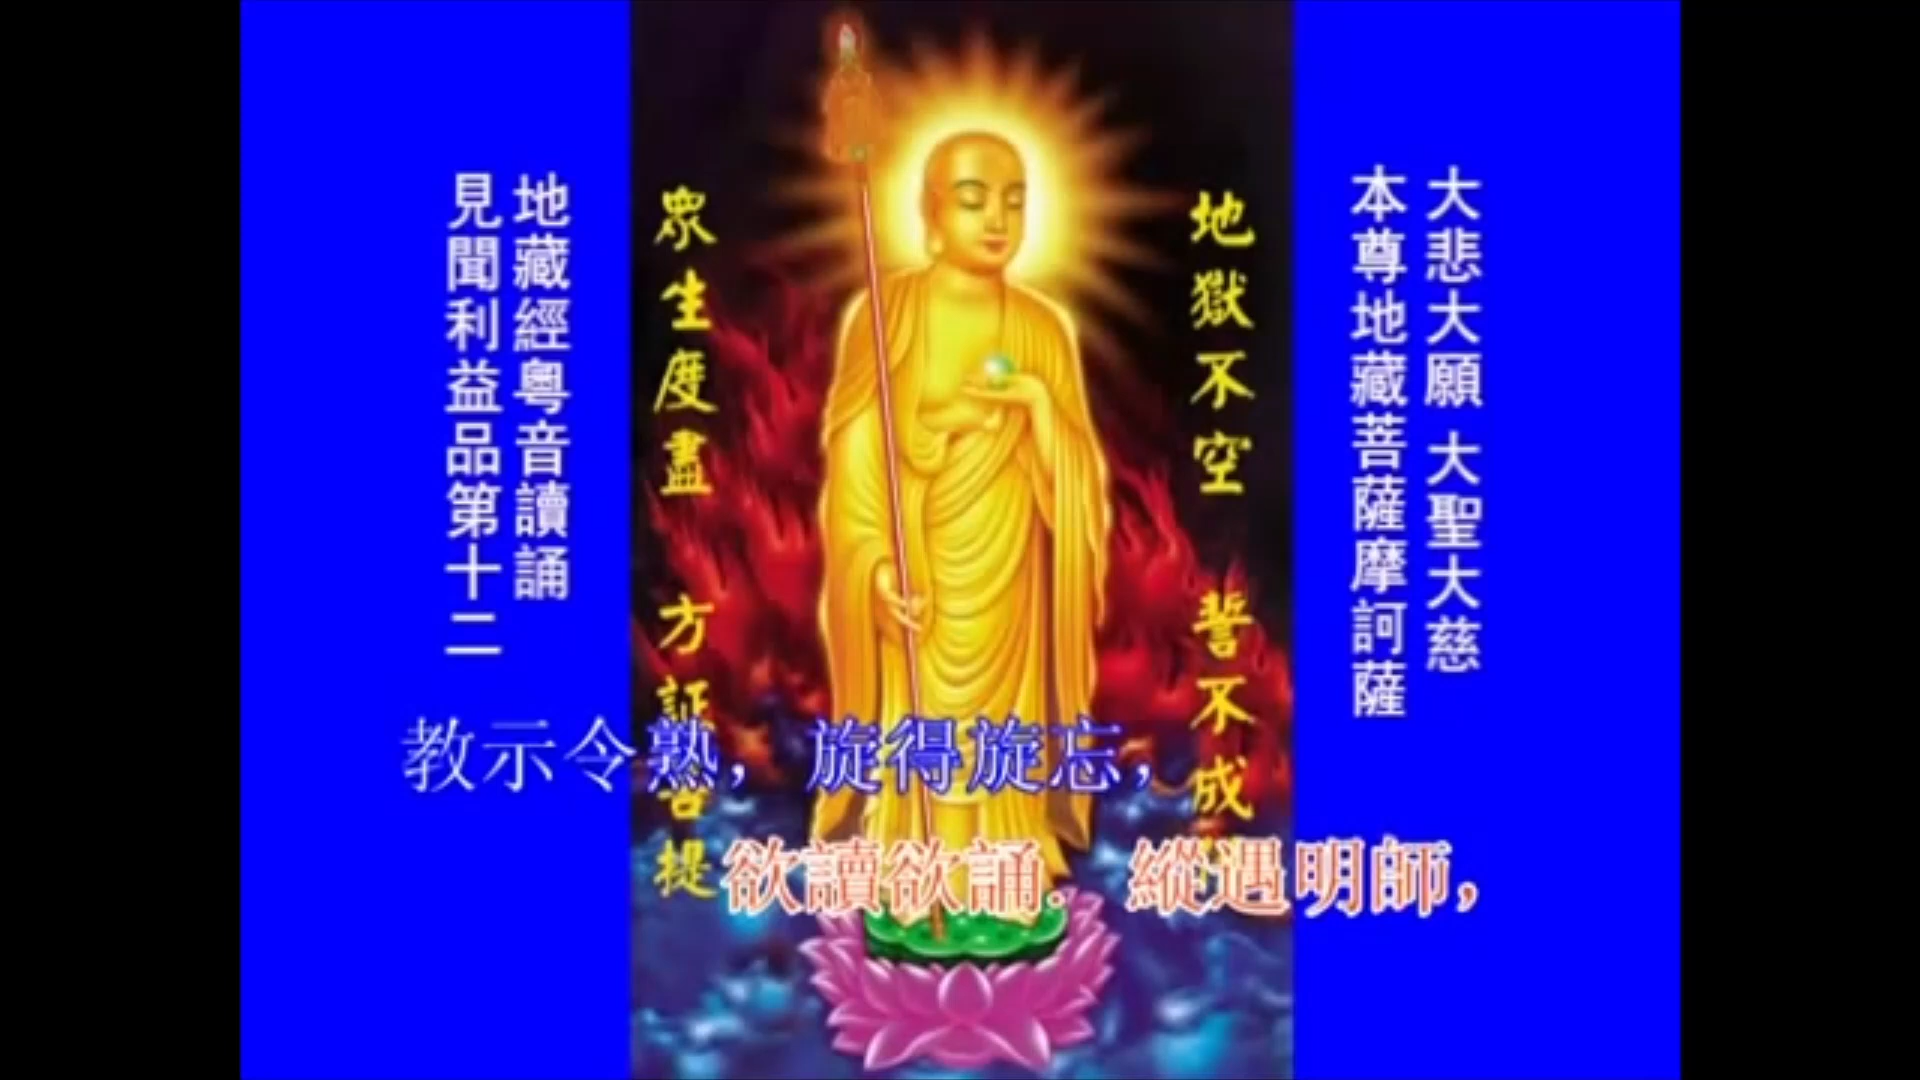 大悲大願 大聖大慈
本尊地藏菩薩摩訶薩
地獄不空 誓不成
眾生度盡 方証菩提
地藏經粵音讀誦
見聞利益品第十二
教示令熟，旋得旋忘，
欲讀欲誦．縱遇明師，